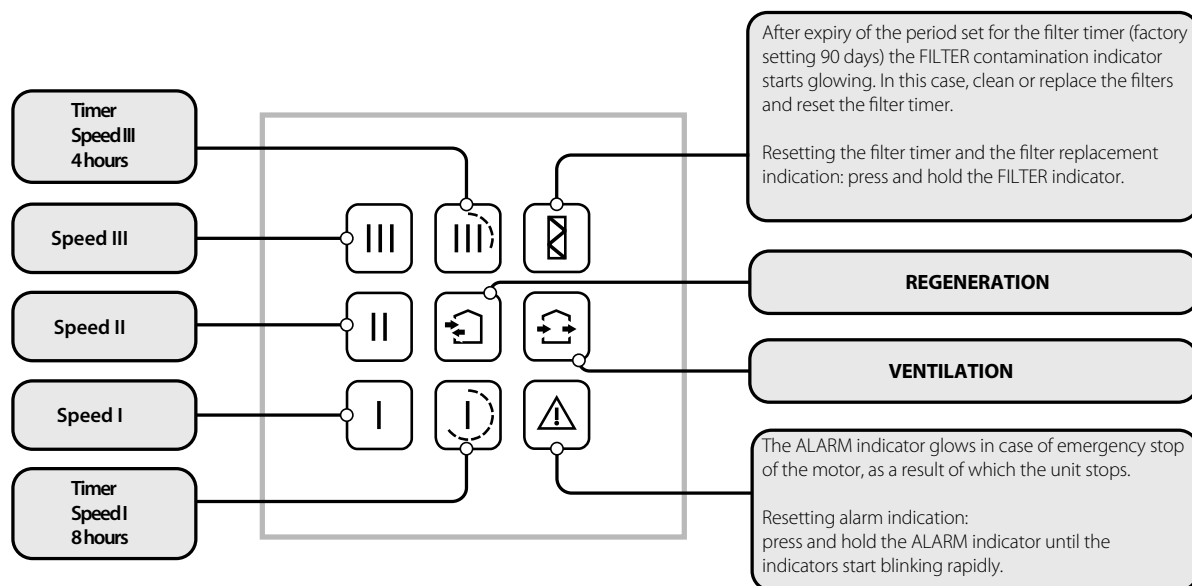 Timer
Speed III
4 hours
Speed III
Speed II
Speed I
Timer
Speed I
8 hours
III
III
II
I
I
After expiry of the period set for the filter timer (factory
setting 90 days) the FILTER contamination indicator
starts glowing. In this case, clean or replace the filters
and reset the filter timer.
Resetting the filter timer and the filter replacement
indication: press and hold the FILTER indicator.
REGENERATION
VENTILATION
The ALARM indicator glows in case of emergency stop
of the motor, as a result of which the unit stops.
Resetting alarm indication:
press and hold the ALARM indicator until the
indicators start blinking rapidly.